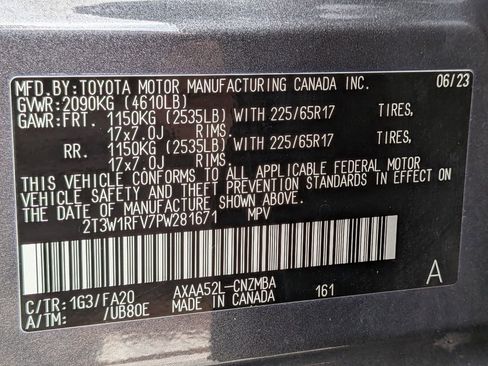 MFD.BY:TOYOTA MOTOR MANUFACTURING CANADA INC. 06/23
GVWR:2090KG (4610LB)
GAWR:FRT. 1150KG (2535LB) WITH 225/65R17 TIRES,
17x7.0J RIMS.
RR. 1150KG (2535LB) WITH 225/65R17 TIRES,
17x7.0J RIMS.
THIS VEHICLE CONFORMS TO ALL APPLICABLE FEDERAL MOTOR
VEHICLE SAFETY AND THEFT PREVENTION STANDARDS IN EFFECT ON
THE DATE OF MANUFACTURE SHOWN ABOVE.
2T3W1RFV7PW281671 MPV
C/TR:1G3/FA20 AXAA52L-CNZMBA A
A/TM: /UB80E MADE IN CANADA 161